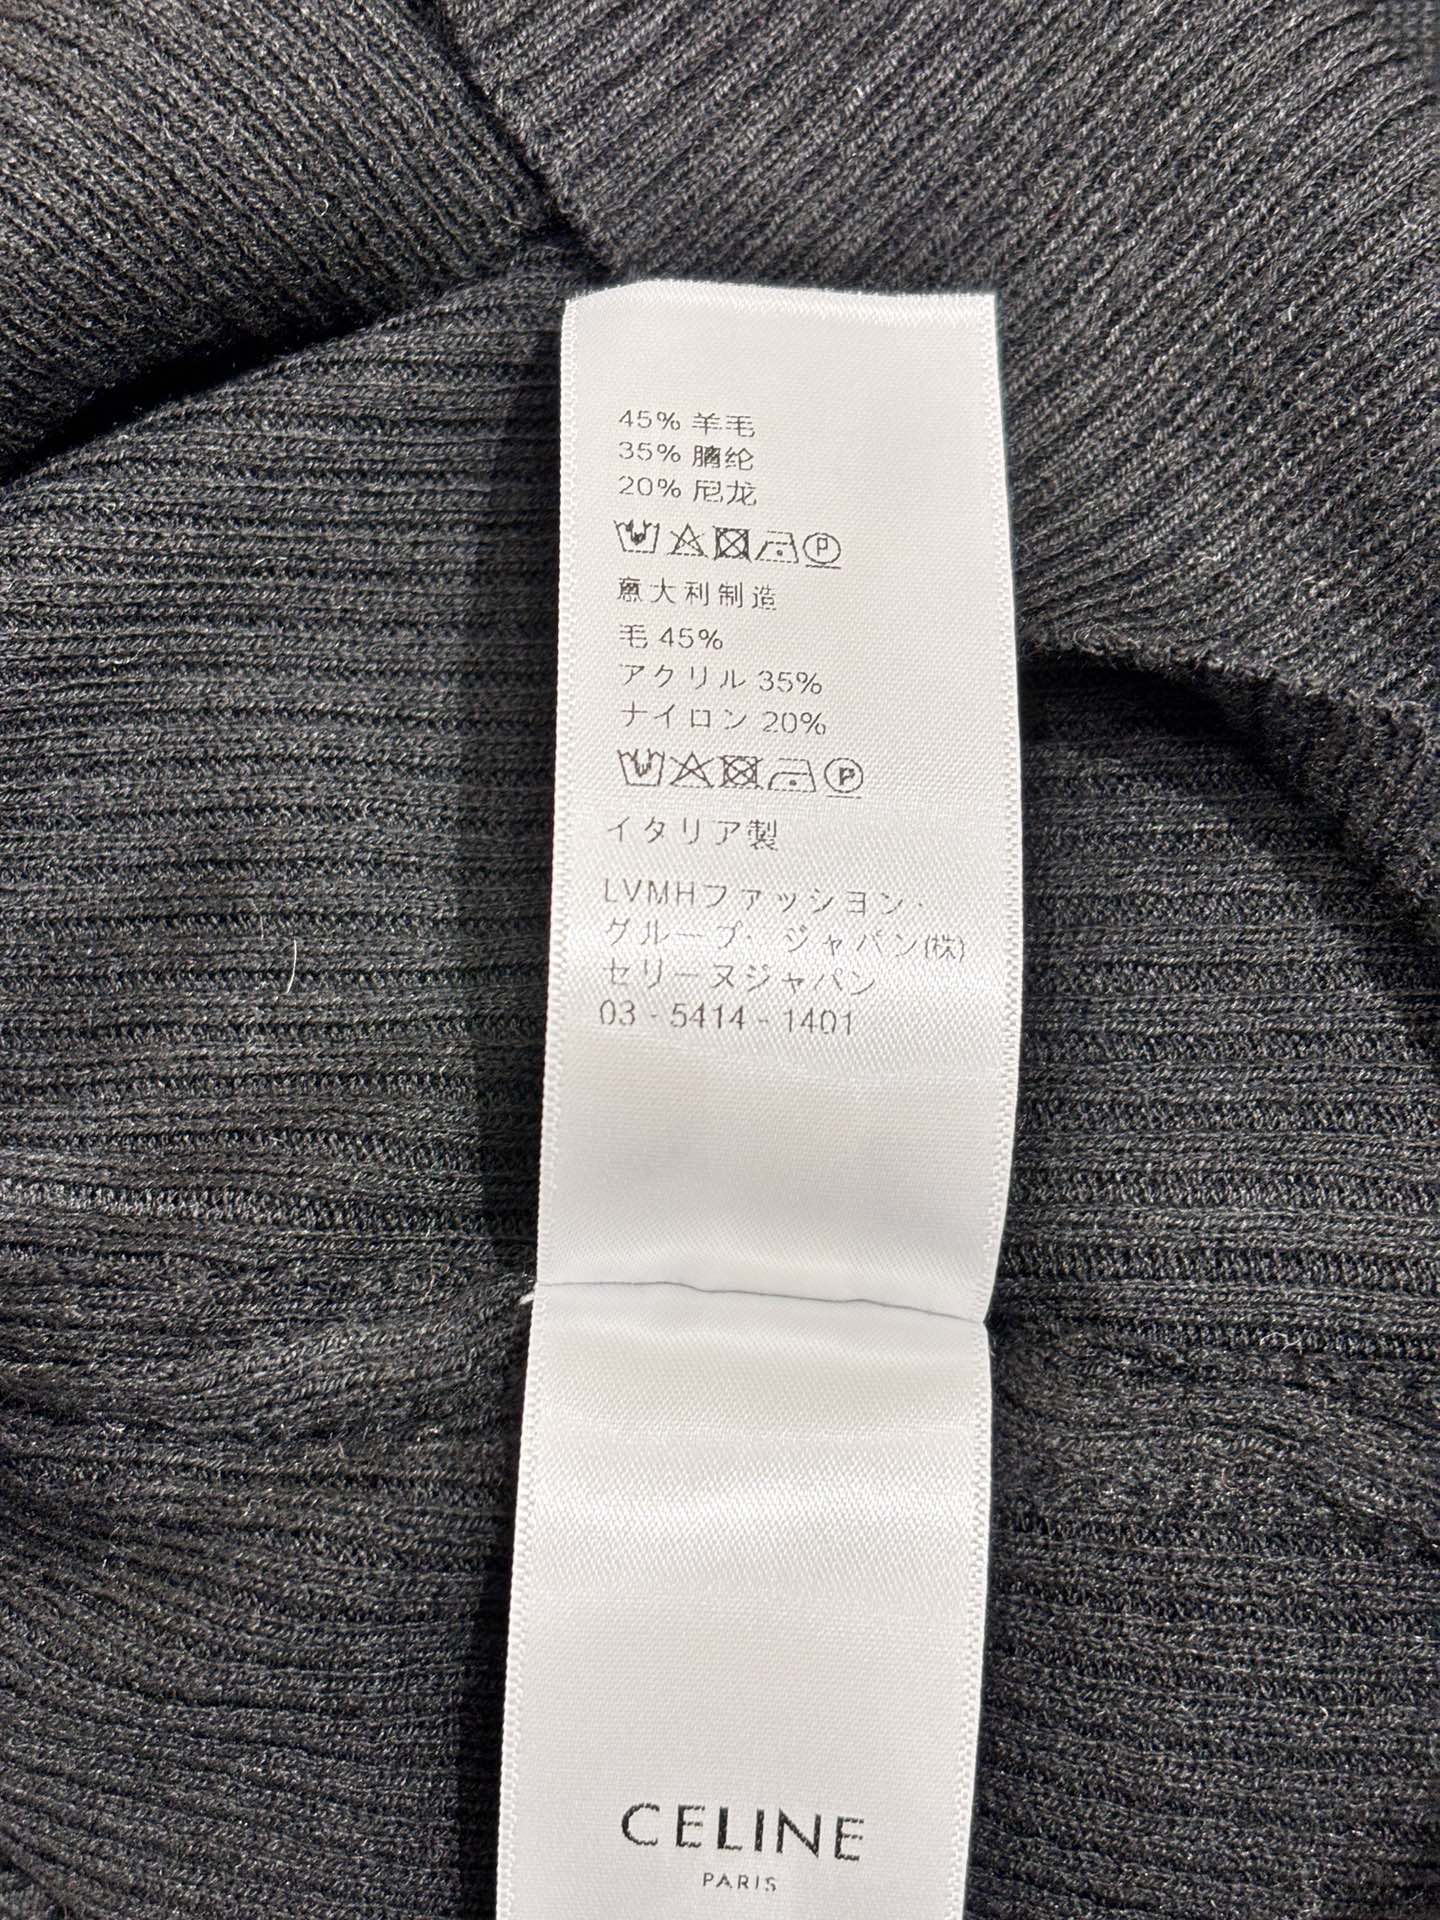 45% 羊毛
35% 腈纶
20% 尼龙
P
意大利制造
毛 45%
アクリル 35%
ナイロン 20%
P
イタリア製
LVMHファッション・
グループ・ジャパン(株)
セリーヌジャパン
03 - 5414 - 1401
CELINE
PARIS